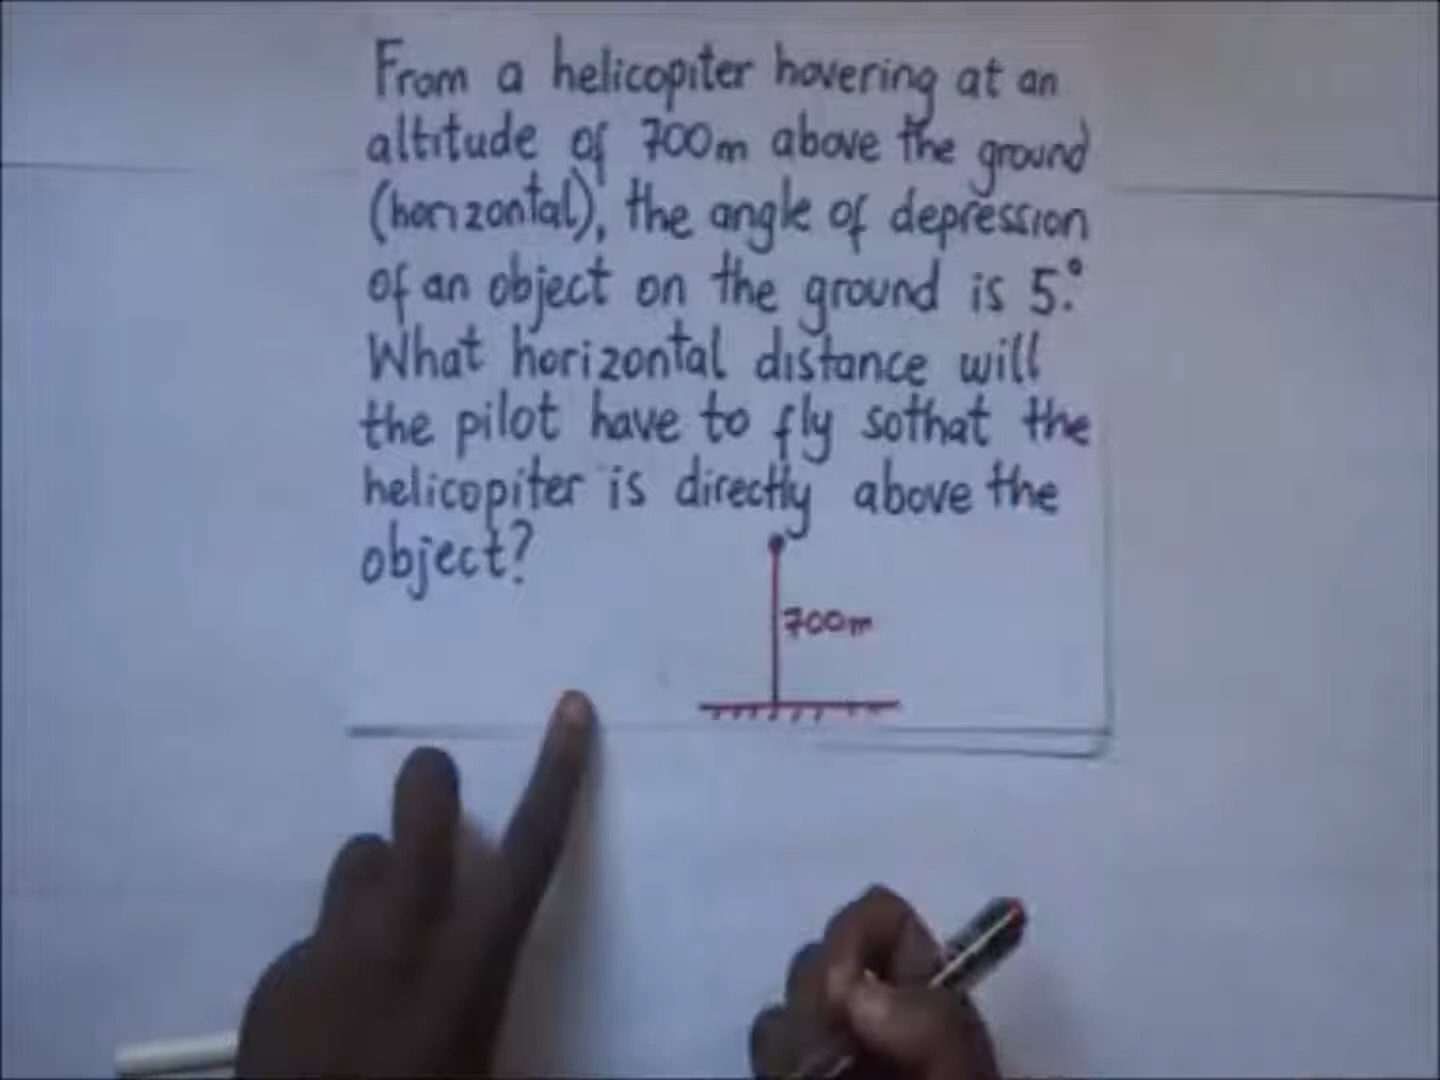 From a helicopiter hovering at an
altitude of 700m above the ground
(horizontal), the angle of depression
of an object on the ground is 5°.
What horizontal distance will
the pilot have to fly sothat the
helicopiter is directly above the
object?
700m